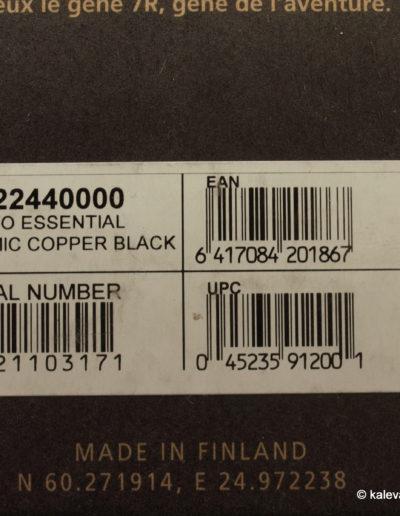 eux le gène 7R, gène de l'aventure.
22440000
O ESSENTIAL
MIC COPPER BLACK
EAN
6 417084 201867
AL NUMBER
21103171
UPC
0 45235 91200 1
MADE IN FINLAND
N 60.271914, E 24.972238
© kaleva